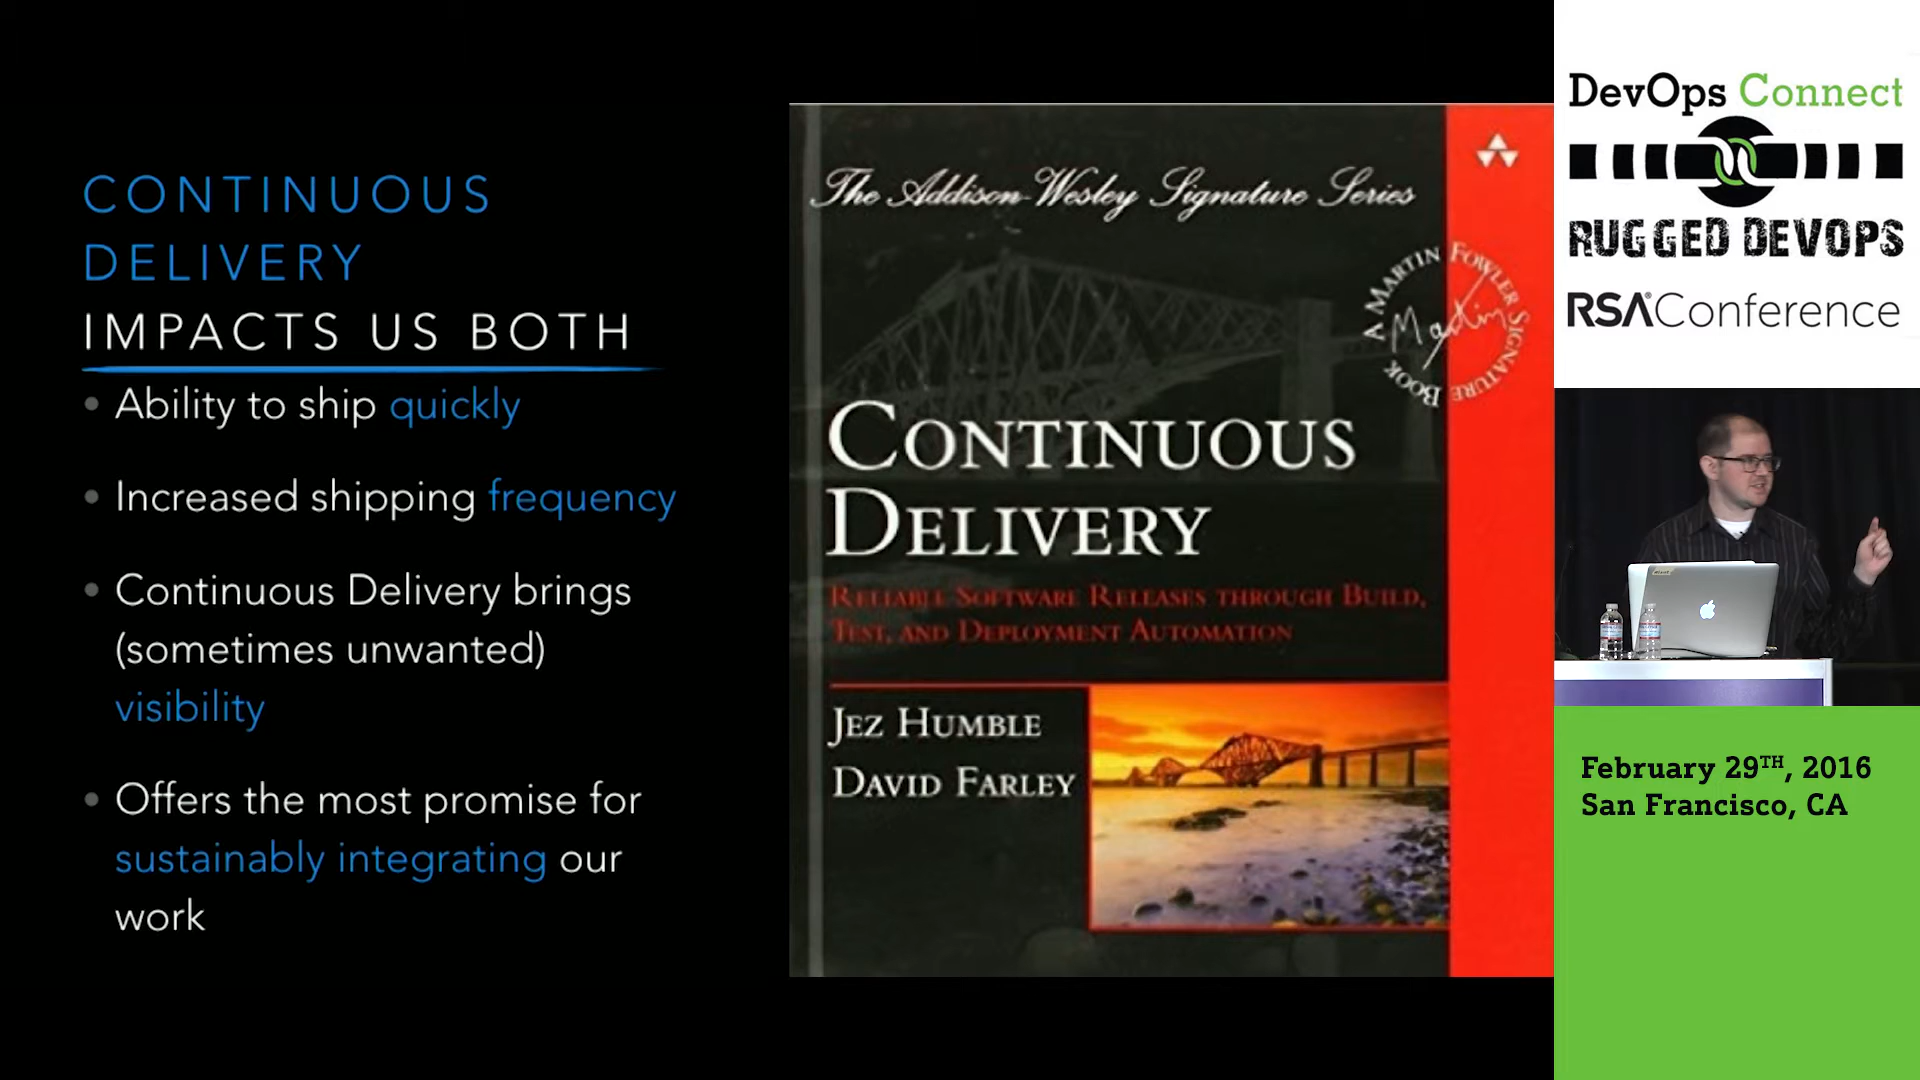 CONTINUOUS
DELIVERY
IMPACTS US BOTH
• Ability to ship quickly
• Increased shipping frequency
• Continuous Delivery brings
(sometimes unwanted)
visibility
• Offers the most promise for
sustainably integrating our
work
The Addison-Wesley Signature Series
A MARTIN FOWLER SIGNATURE BOOK
Martin
CONTINUOUS
DELIVERY
RELIABLE SOFTWARE RELEASES THROUGH BUILD,
TEST, AND DEPLOYMENT AUTOMATION
JEZ HUMBLE
DAVID FARLEY
DevOps Connect
RUGGED DEVOPS
RSAConference
February 29TH, 2016
San Francisco, CA